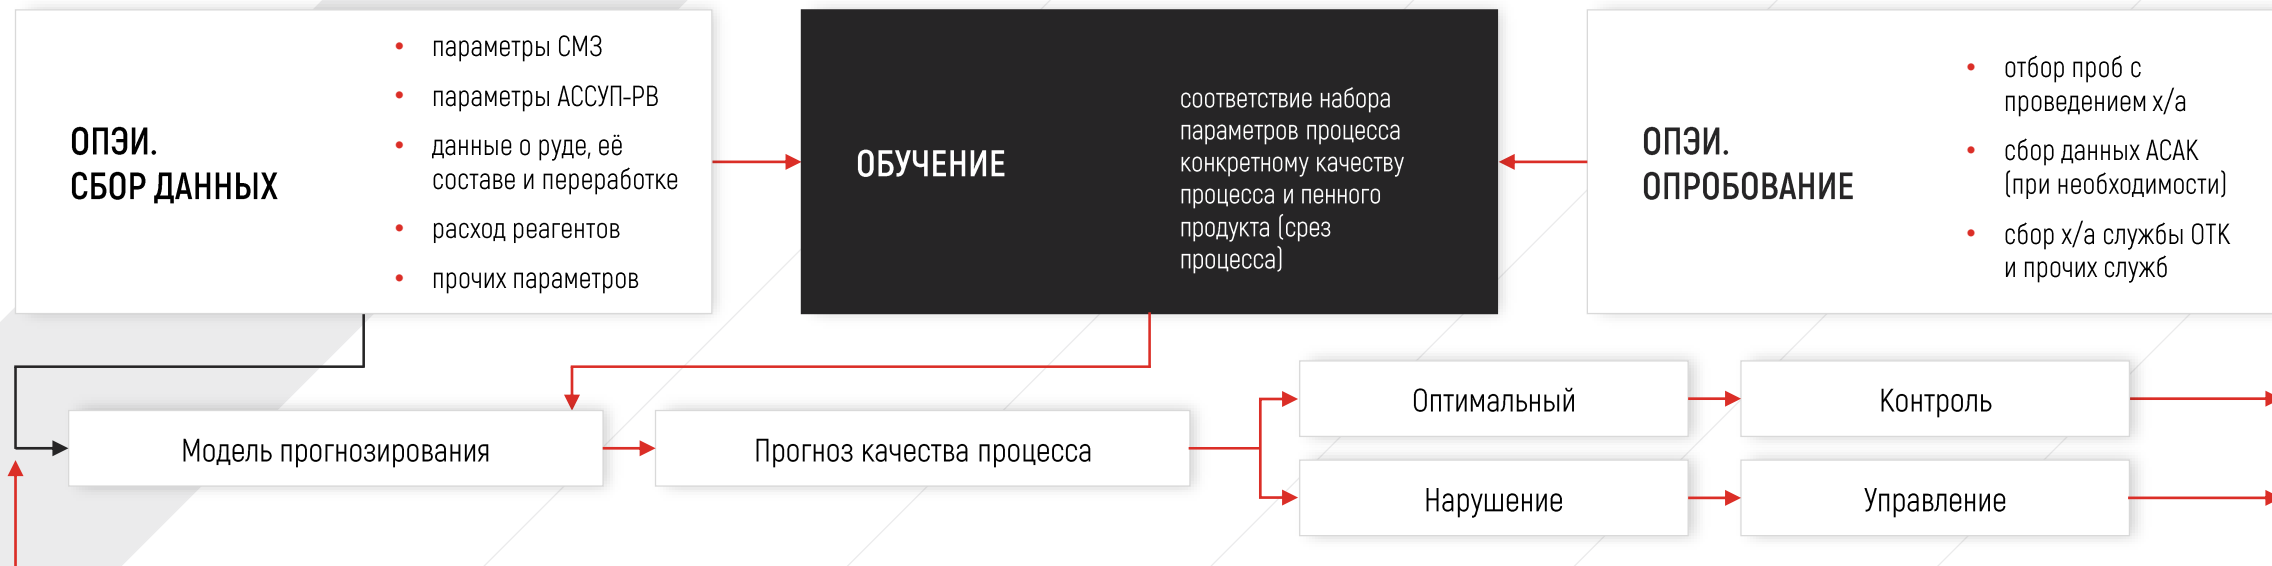 ОПЭИ.
СБОР ДАННЫХ
• параметры СМЗ
• параметры АССУП-РВ
• данные о руде, её
составе и переработке
• расход реагентов
• прочих параметров
ОБУЧЕНИЕ
соответствие набора
параметров процесса
конкретному качеству
процесса и пенного
продукта (срез
процесса)
ОПЭИ.
ОПРОБОВАНИЕ
• отбор проб с
проведением х/а
• сбор данных АСАК
(при необходимости)
• сбор х/а службы ОТК
и прочих служб
Модель прогнозирования
Прогноз качества процесса
Оптимальный
Контроль
Нарушение
Управление